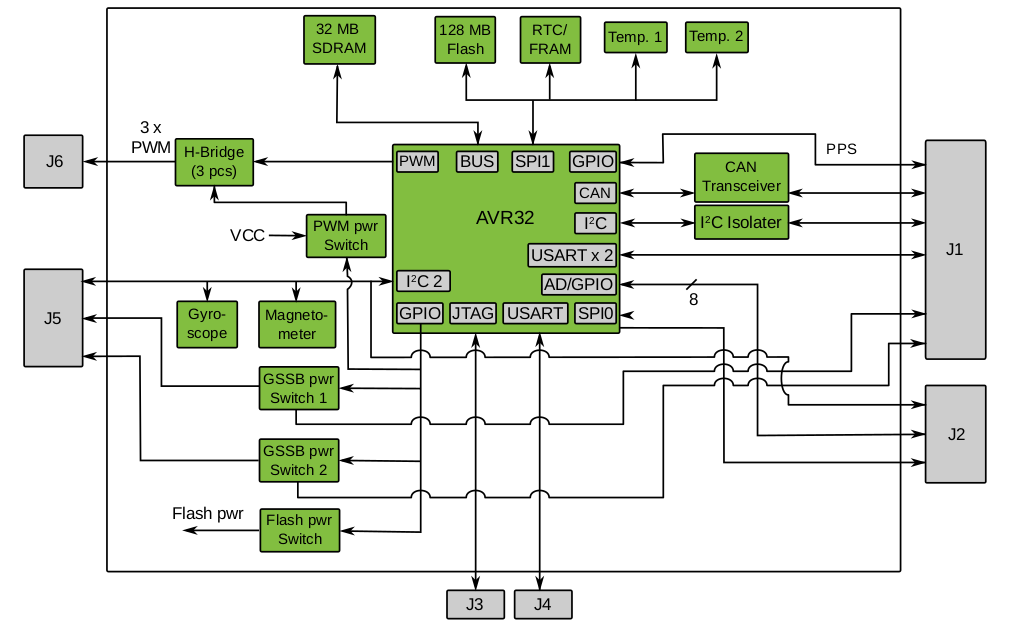 32 MB
SDRAM
128 MB
Flash
RTC/
FRAM
Temp. 1
Temp. 2
3 x
PWM
J6
H-Bridge
(3 pcs)
PWM
BUS
SPI1
GPIO
PPS
CAN
Transceiver
CAN
AVR32
I²C
I²C Isolater
VCC
PWM pwr
Switch
USART x 2
J1
I²C 2
AD/GPIO
8
J5
Gyro-
scope
Magneto-
meter
GPIO
JTAG
USART
SPI0
GSSB pwr
Switch 1
J2
GSSB pwr
Switch 2
Flash pwr
Flash pwr
Switch
J3
J4